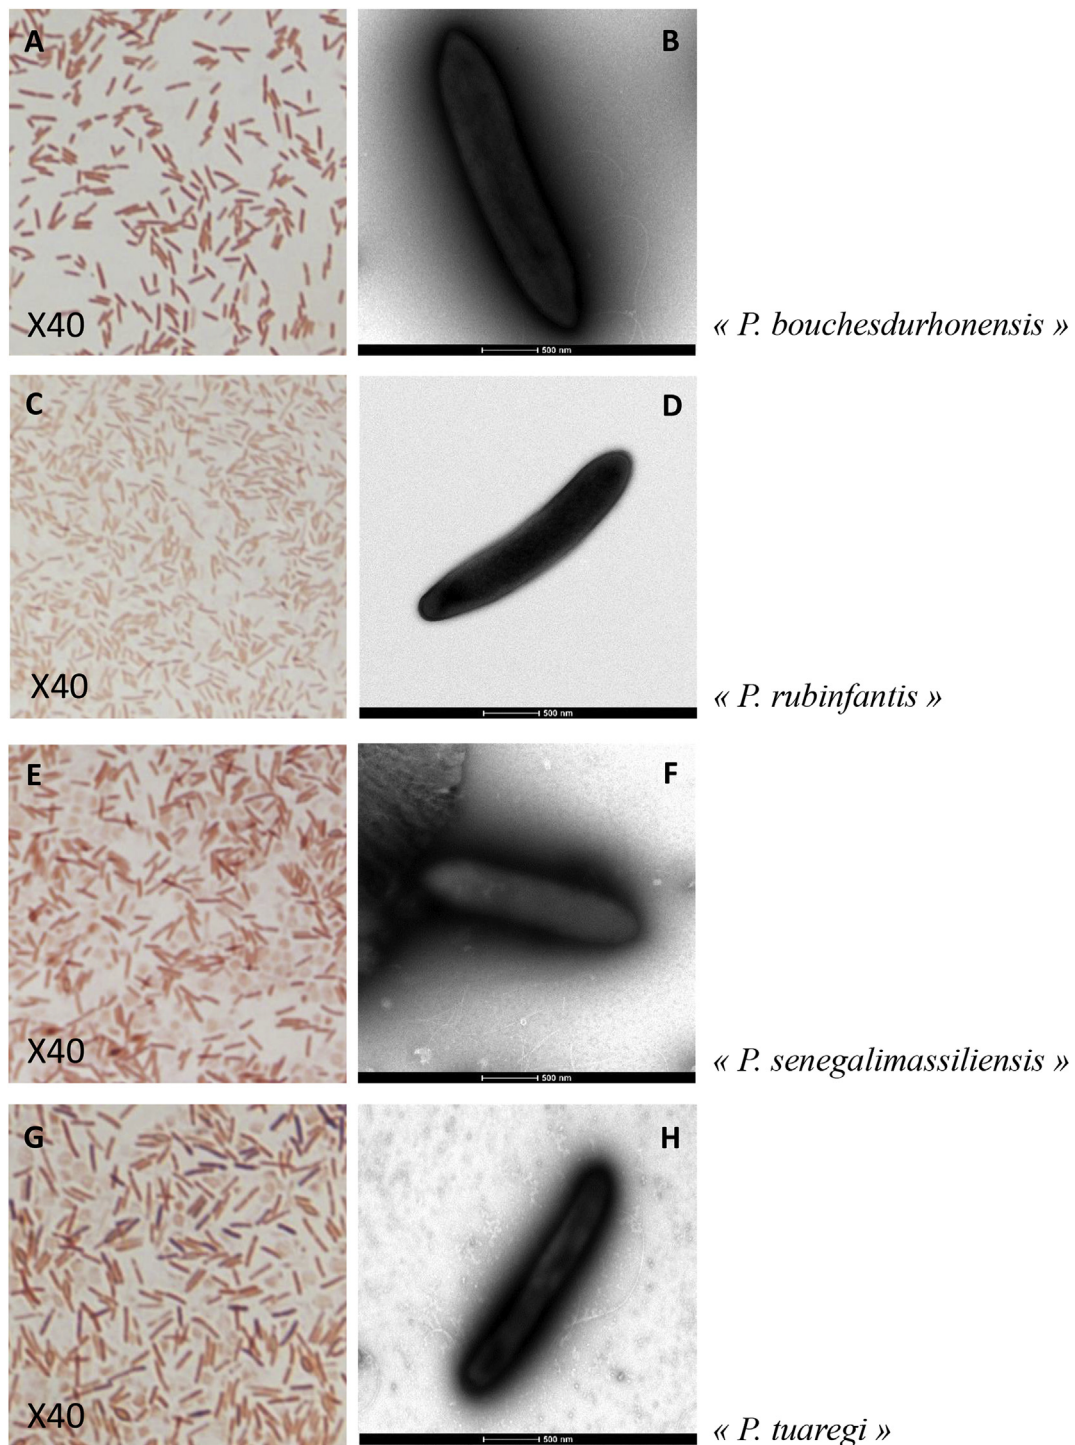 A
B
X40
500 nm
« P. bouchesdurhonensis »
C
D
X40
500 nm
« P. rubinfantis »
E
F
X40
500 nm
« P. senegalimassiliensis »
G
H
X40
500 nm
« P. tuaregi »